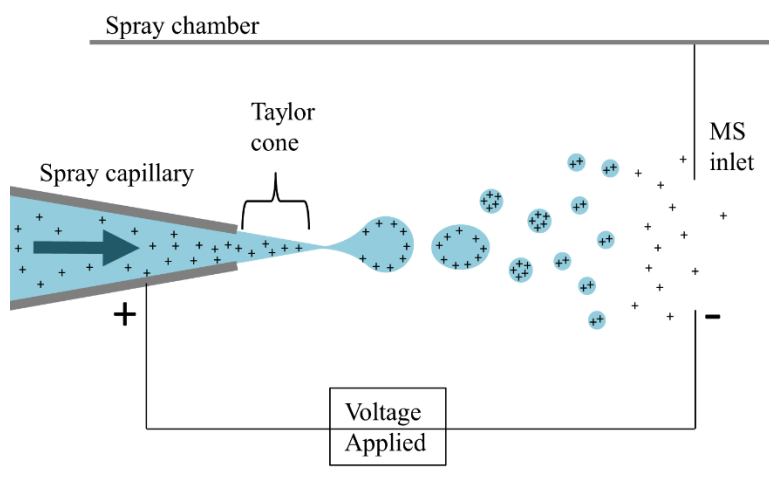 Spray chamber
Taylor
cone
MS
inlet
Spray capillary
+
-
Voltage
Applied